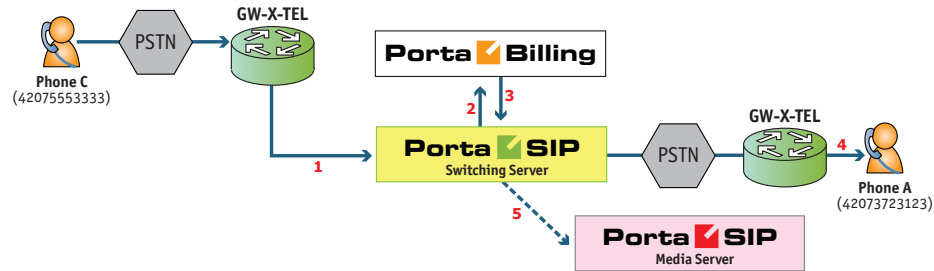 GW-X-TEL
PSTN
Phone C
(42075553333)
Porta Billing
2
3
1
Porta SIP
Switching Server
PSTN
GW-X-TEL
4
Phone A
(42073723123)
5
Porta SIP
Media Server